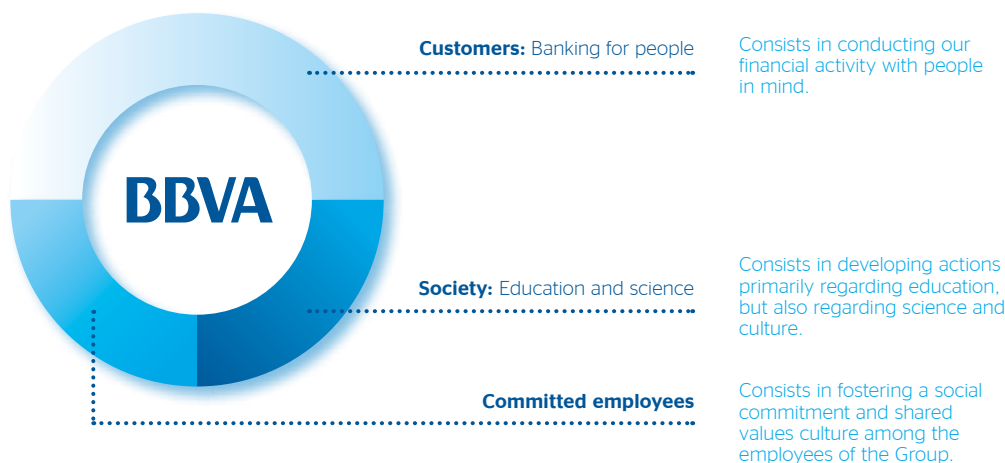 Customers: Banking for people
Consists in conducting our
financial activity with people
in mind.
BBVA
Society: Education and science
Consists in developing actions
primarily regarding education,
but also regarding science and
culture.
Committed employees
Consists in fostering a social
commitment and shared
values culture among the
employees of the Group.